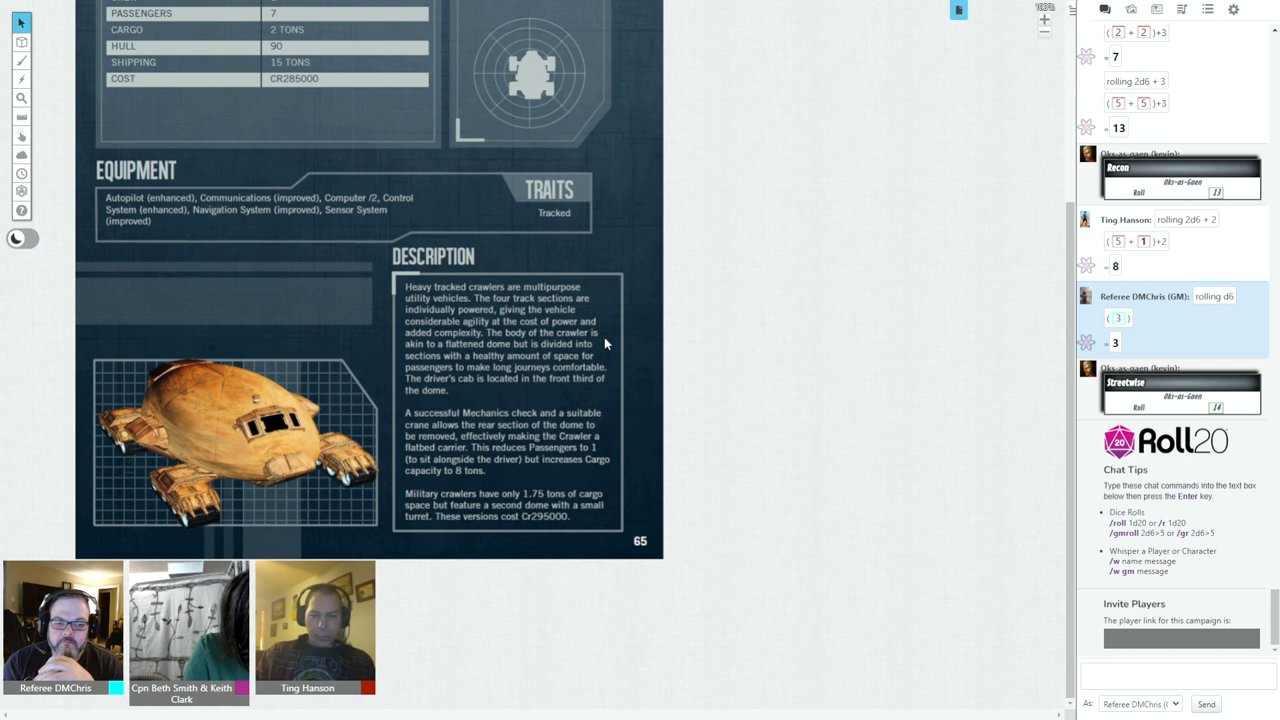 PASSENGERS 7
CARGO 2 TONS
HULL 90
SHIPPING 15 TONS
COST CR285000
EQUIPMENT
Autopilot (enhanced), Communications (improved), Computer /2, Control
System (enhanced), Navigation System (improved), Sensor System
(improved)
TRAITS
Tracked
DESCRIPTION
Heavy tracked crawlers are multipurpose
utility vehicles. The four track sections are
individually powered, giving the vehicle
considerable agility at the cost of power and
added complexity. The body of the crawler is
akin to a flattened dome but is divided into
sections with a healthy amount of space for
passengers to make long journeys comfortable.
The driver's cab is located in the front third of
the dome.
A successful Mechanics check and a suitable
crane allows the rear section of the dome to
be removed, effectively making the Crawler a
flatbed carrier. This reduces Passengers to 1
(to sit alongside the driver) but increases Cargo
capacity to 8 tons.
Military crawlers have only 1.75 tons of cargo
space but feature a second dome with a small
turret. These versions cost Cr295000.
65
Referee DMChris
Cpn Beth Smith & Keith
Clark
Ting Hanson
100%
(2 + 2)+3
= 7
rolling 2d6 + 3
(5 + 5)+3
= 13
Oks-as-gaen (kevin):
Recon
Oks-as-Gaen
Roll 13
Ting Hanson: rolling 2d6 + 2
(5 + 1)+2
= 8
Referee DMChris (GM): rolling d6
(3)
= 3
Oks-as-gaen (kevin):
Streetwise
Oks-as-Gaen
Roll 14
20 Roll20
Chat Tips
Type these chat commands into the text box
below then press the Enter key.
• Dice Rolls
/roll 1d20 or /r 1d20
/gmroll 2d6>5 or /gr 2d6>5
• Whisper a Player or Character
/w name message
/w gm message
Invite Players
The player link for this campaign is:
As: Referee DMChris ( Send